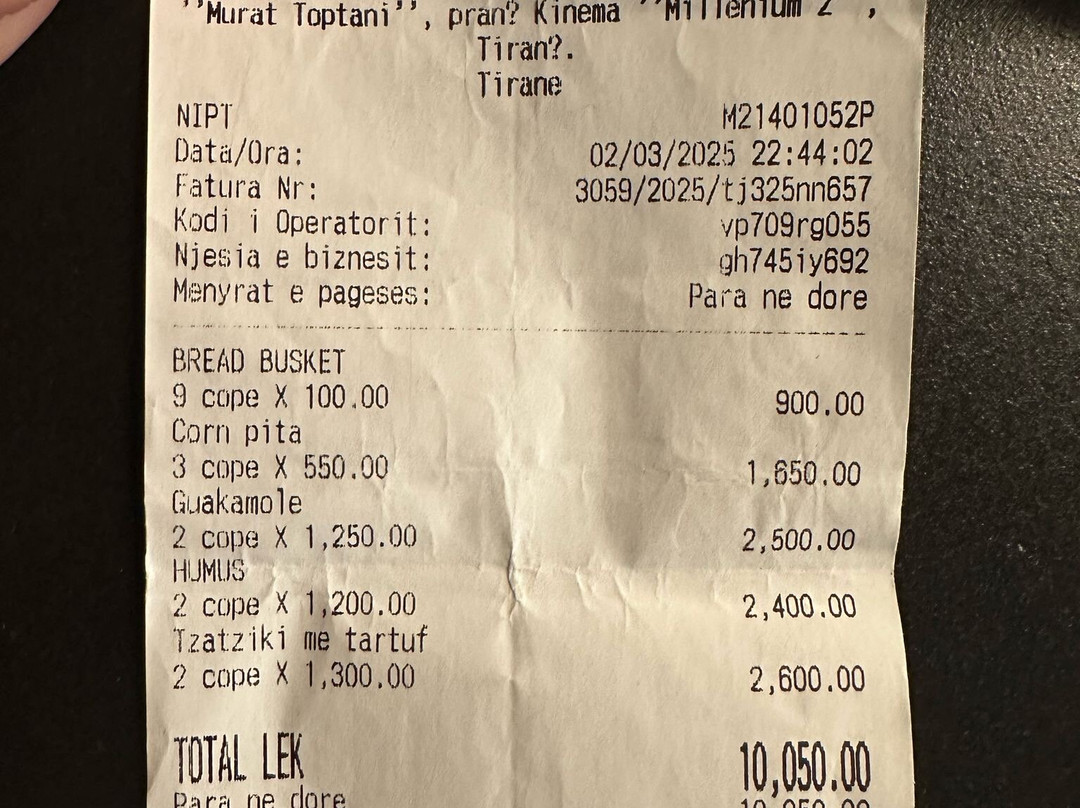 ''Murat Toptani'', pran? Kinema ''Millenium 2'',
Tiran?.
Tirane
NIPT M21401052P
Data/Ora: 02/03/2025 22:44:02
Fatura Nr: 3059/2025/tj325nn657
Kodi i Operatorit: vp709rg055
Njesia e biznesit: gh745iy692
Menyrat e pageses: Para ne dore
BREAD BUSKET
9 cope X 100.00 900.00
Corn pita
3 cope X 550.00 1,650.00
Guakamole
2 cope X 1,250.00 2,500.00
HUMUS
2 cope X 1,200.00 2,400.00
Tzatziki me tartuf
2 cope X 1,300.00 2,600.00
TOTAL LEK 10,050.00
Para ne dore 10,050.00